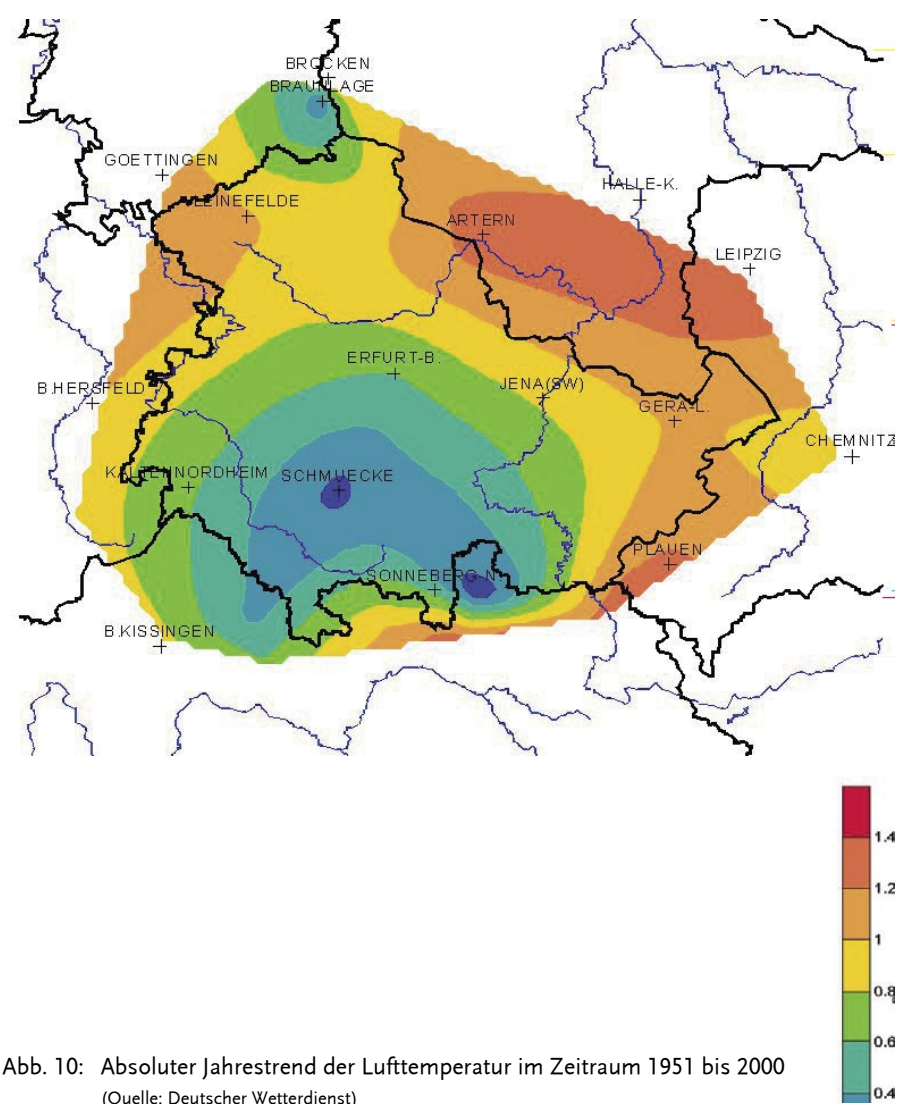 BROCKEN
BRAUNLAGE
GOETTINGEN
HALLE-K.
LEINEFELDE
ARTERN
LEIPZIG
ERFURT-B.
JENA(SW)
B.HERSFELD
GERA-L.
CHEMNITZ
KALTENNORDHEIM
SCHMUECKE
PLAUEN
SONNEBERG-N.
B.KISSINGEN
1.4
1.2
1
0.8
0.6
0.4
Abb. 10: Absoluter Jahrestrend der Lufttemperatur im Zeitraum 1951 bis 2000
(Quelle: Deutscher Wetterdienst)